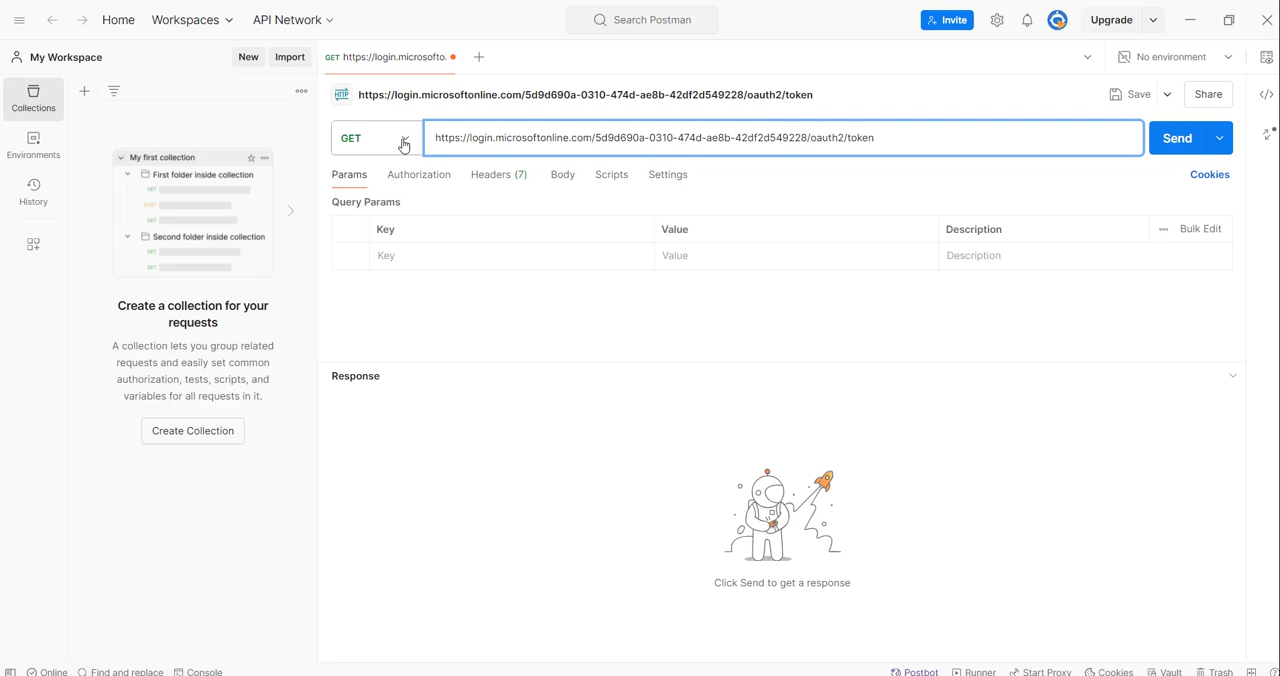 Home Workspaces API Network Search Postman Invite Upgrade
My Workspace New Import GET https://login.microsofto. No environment
Collections
Environments
History
HTTP https://login.microsoftonline.com/5d9d690a-0310-474d-ae8b-42df2d549228/oauth2/token Save Share
GET https://login.microsoftonline.com/5d9d690a-0310-474d-ae8b-42df2d549228/oauth2/token Send
Params Authorization Headers (7) Body Scripts Settings Cookies
Query Params
Key Value Description Bulk Edit
Key Value Description
My first collection
First folder inside collection
GET
POST
GET
Second folder inside collection
GET
GET
Create a collection for your
requests
A collection lets you group related
requests and easily set common
authorization, tests, scripts, and
variables for all requests in it.
Create Collection
Response
Click Send to get a response
Online Find and replace Console Postbot Runner Start Proxy Cookies Vault Trash